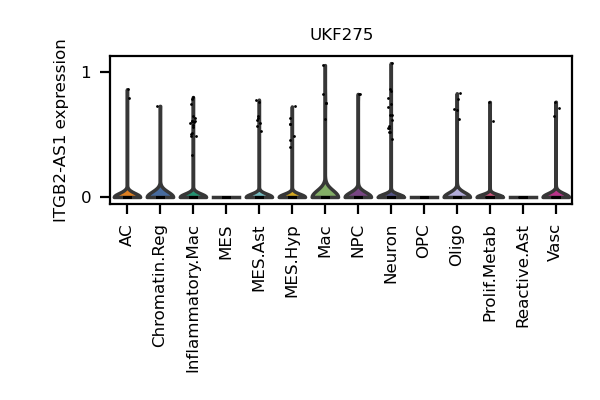 UKF275
ITGB2-AS1 expression
1
0
AC
Chromatin.Reg
Inflammatory.Mac
MES
MES.Ast
MES.Hyp
Mac
NPC
Neuron
OPC
Oligo
Prolif.Metab
Reactive.Ast
Vasc